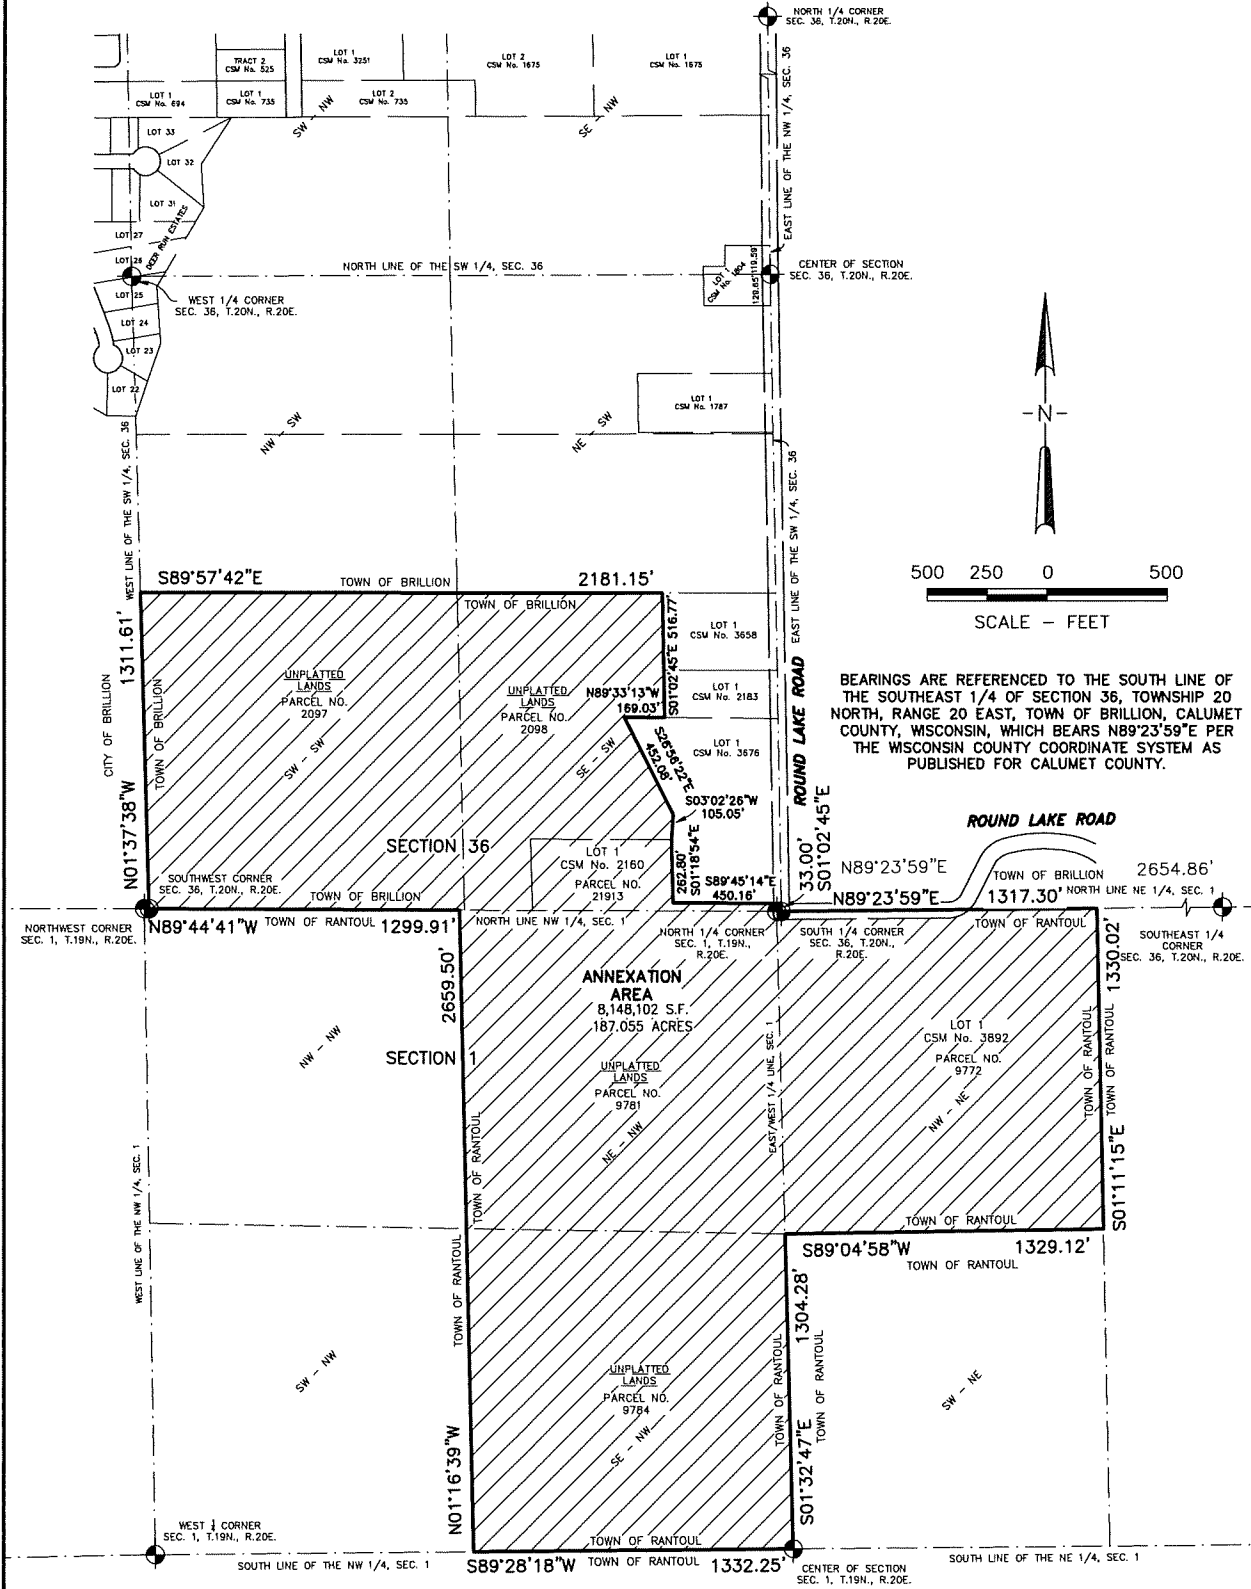 NORTH 1/4 CORNER
SEC. 36, T.20N., R.20E.
TRACT 2
CSM No. 525
LOT 1
CSM No. 3251
LOT 2
CSM No. 1675
LOT 1
CSM No. 1675
LOT 1
CSM No. 694
LOT 1
CSM No. 735
LOT 2
CSM No. 735
SW - NW
SE - NW
EAST LINE OF THE NW 1/4, SEC. 36
LOT 33
LOT 32
LOT 31
LOT 27
LOT 26
DEER RUN ESTATES
LOT 25
LOT 24
LOT 23
LOT 22
WEST 1/4 CORNER
SEC. 36, T.20N., R.20E.
NORTH LINE OF THE SW 1/4, SEC. 36
LOT 1
CSM No. 1804
119.59'
129.65'
CENTER OF SECTION
SEC. 36, T.20N., R.20E.
LOT 1
CSM No. 1787
NW - SW
NE - SW
WEST LINE OF THE SW 1/4, SEC. 36
EAST LINE OF THE SW 1/4, SEC. 36
-N-
500 250 0 500
SCALE - FEET
S89°57'42"E
TOWN OF BRILLION
2181.15'
TOWN OF BRILLION
1311.61'
N01°37'38"W
CITY OF BRILLION
TOWN OF BRILLION
UNPLATTED
LANDS
PARCEL NO.
2097
UNPLATTED
LANDS
PARCEL NO.
2098
SW - SW
SE - SW
S01°02'45"E 516.77'
N89°33'13"W
169.03'
S26°56'22"E
452.08'
S03°02'26"W
105.05'
262.80'
S01°18'54"E
S89°45'14"E
450.16'
LOT 1
CSM No. 3658
LOT 1
CSM No. 2183
LOT 1
CSM No. 3676
ROUND LAKE ROAD
33.00'
S01°02'45"E
BEARINGS ARE REFERENCED TO THE SOUTH LINE OF
THE SOUTHEAST 1/4 OF SECTION 36, TOWNSHIP 20
NORTH, RANGE 20 EAST, TOWN OF BRILLION, CALUMET
COUNTY, WISCONSIN, WHICH BEARS N89°23'59"E PER
THE WISCONSIN COUNTY COORDINATE SYSTEM AS
PUBLISHED FOR CALUMET COUNTY.
ROUND LAKE ROAD
N89°23'59"E
TOWN OF BRILLION
2654.86'
N89°23'59"E
1317.30'
NORTH LINE NE 1/4, SEC. 1
TOWN OF RANTOUL
SECTION 36
LOT 1
CSM No. 2160
PARCEL NO.
21913
SOUTHWEST CORNER
SEC. 36, T.20N., R.20E.
TOWN OF BRILLION
NORTHWEST CORNER
SEC. 1, T.19N., R.20E.
N89°44'41"W
TOWN OF RANTOUL
1299.91'
NORTH LINE NW 1/4, SEC. 1
NORTH 1/4 CORNER
SEC. 1, T.19N.,
R.20E.
SOUTH 1/4 CORNER
SEC. 36, T.20N.,
R.20E.
SOUTHEAST 1/4
CORNER
SEC. 36, T.20N., R.20E.
ANNEXATION
AREA
8,148,102 S.F.
187.055 ACRES
UNPLATTED
LANDS
PARCEL NO.
9781
NE - NW
2659.50'
NW - NW
SECTION 1
EAST/WEST 1/4 LINE, SEC. 1
LOT 1
CSM No. 3892
PARCEL NO.
9772
NW - NE
1330.02'
TOWN OF RANTOUL
TOWN OF RANTOUL
S01°11'15"E
TOWN OF RANTOUL
WEST LINE OF THE NW 1/4, SEC. 1
TOWN OF RANTOUL
S89°04'58"W
1329.12'
TOWN OF RANTOUL
TOWN OF RANTOUL
1304.28'
TOWN OF RANTOUL
TOWN OF RANTOUL
S01°32'47"E
SW - NW
UNPLATTED
LANDS
PARCEL NO.
9784
SE - NW
SW - NE
N01°16'39"W
WEST 1/4 CORNER
SEC. 1, T.19N., R.20E.
SOUTH LINE OF THE NW 1/4, SEC. 1
TOWN OF RANTOUL
S89°28'18"W
TOWN OF RANTOUL
1332.25'
CENTER OF SECTION
SEC. 1, T.19N., R.20E.
SOUTH LINE OF THE NE 1/4, SEC. 1